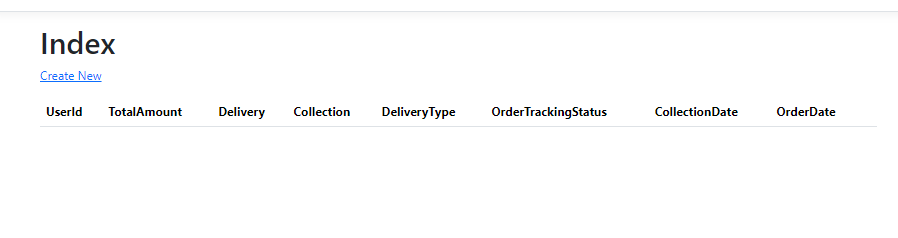 Index
Create New
UserId TotalAmount Delivery Collection DeliveryType OrderTrackingStatus CollectionDate OrderDate